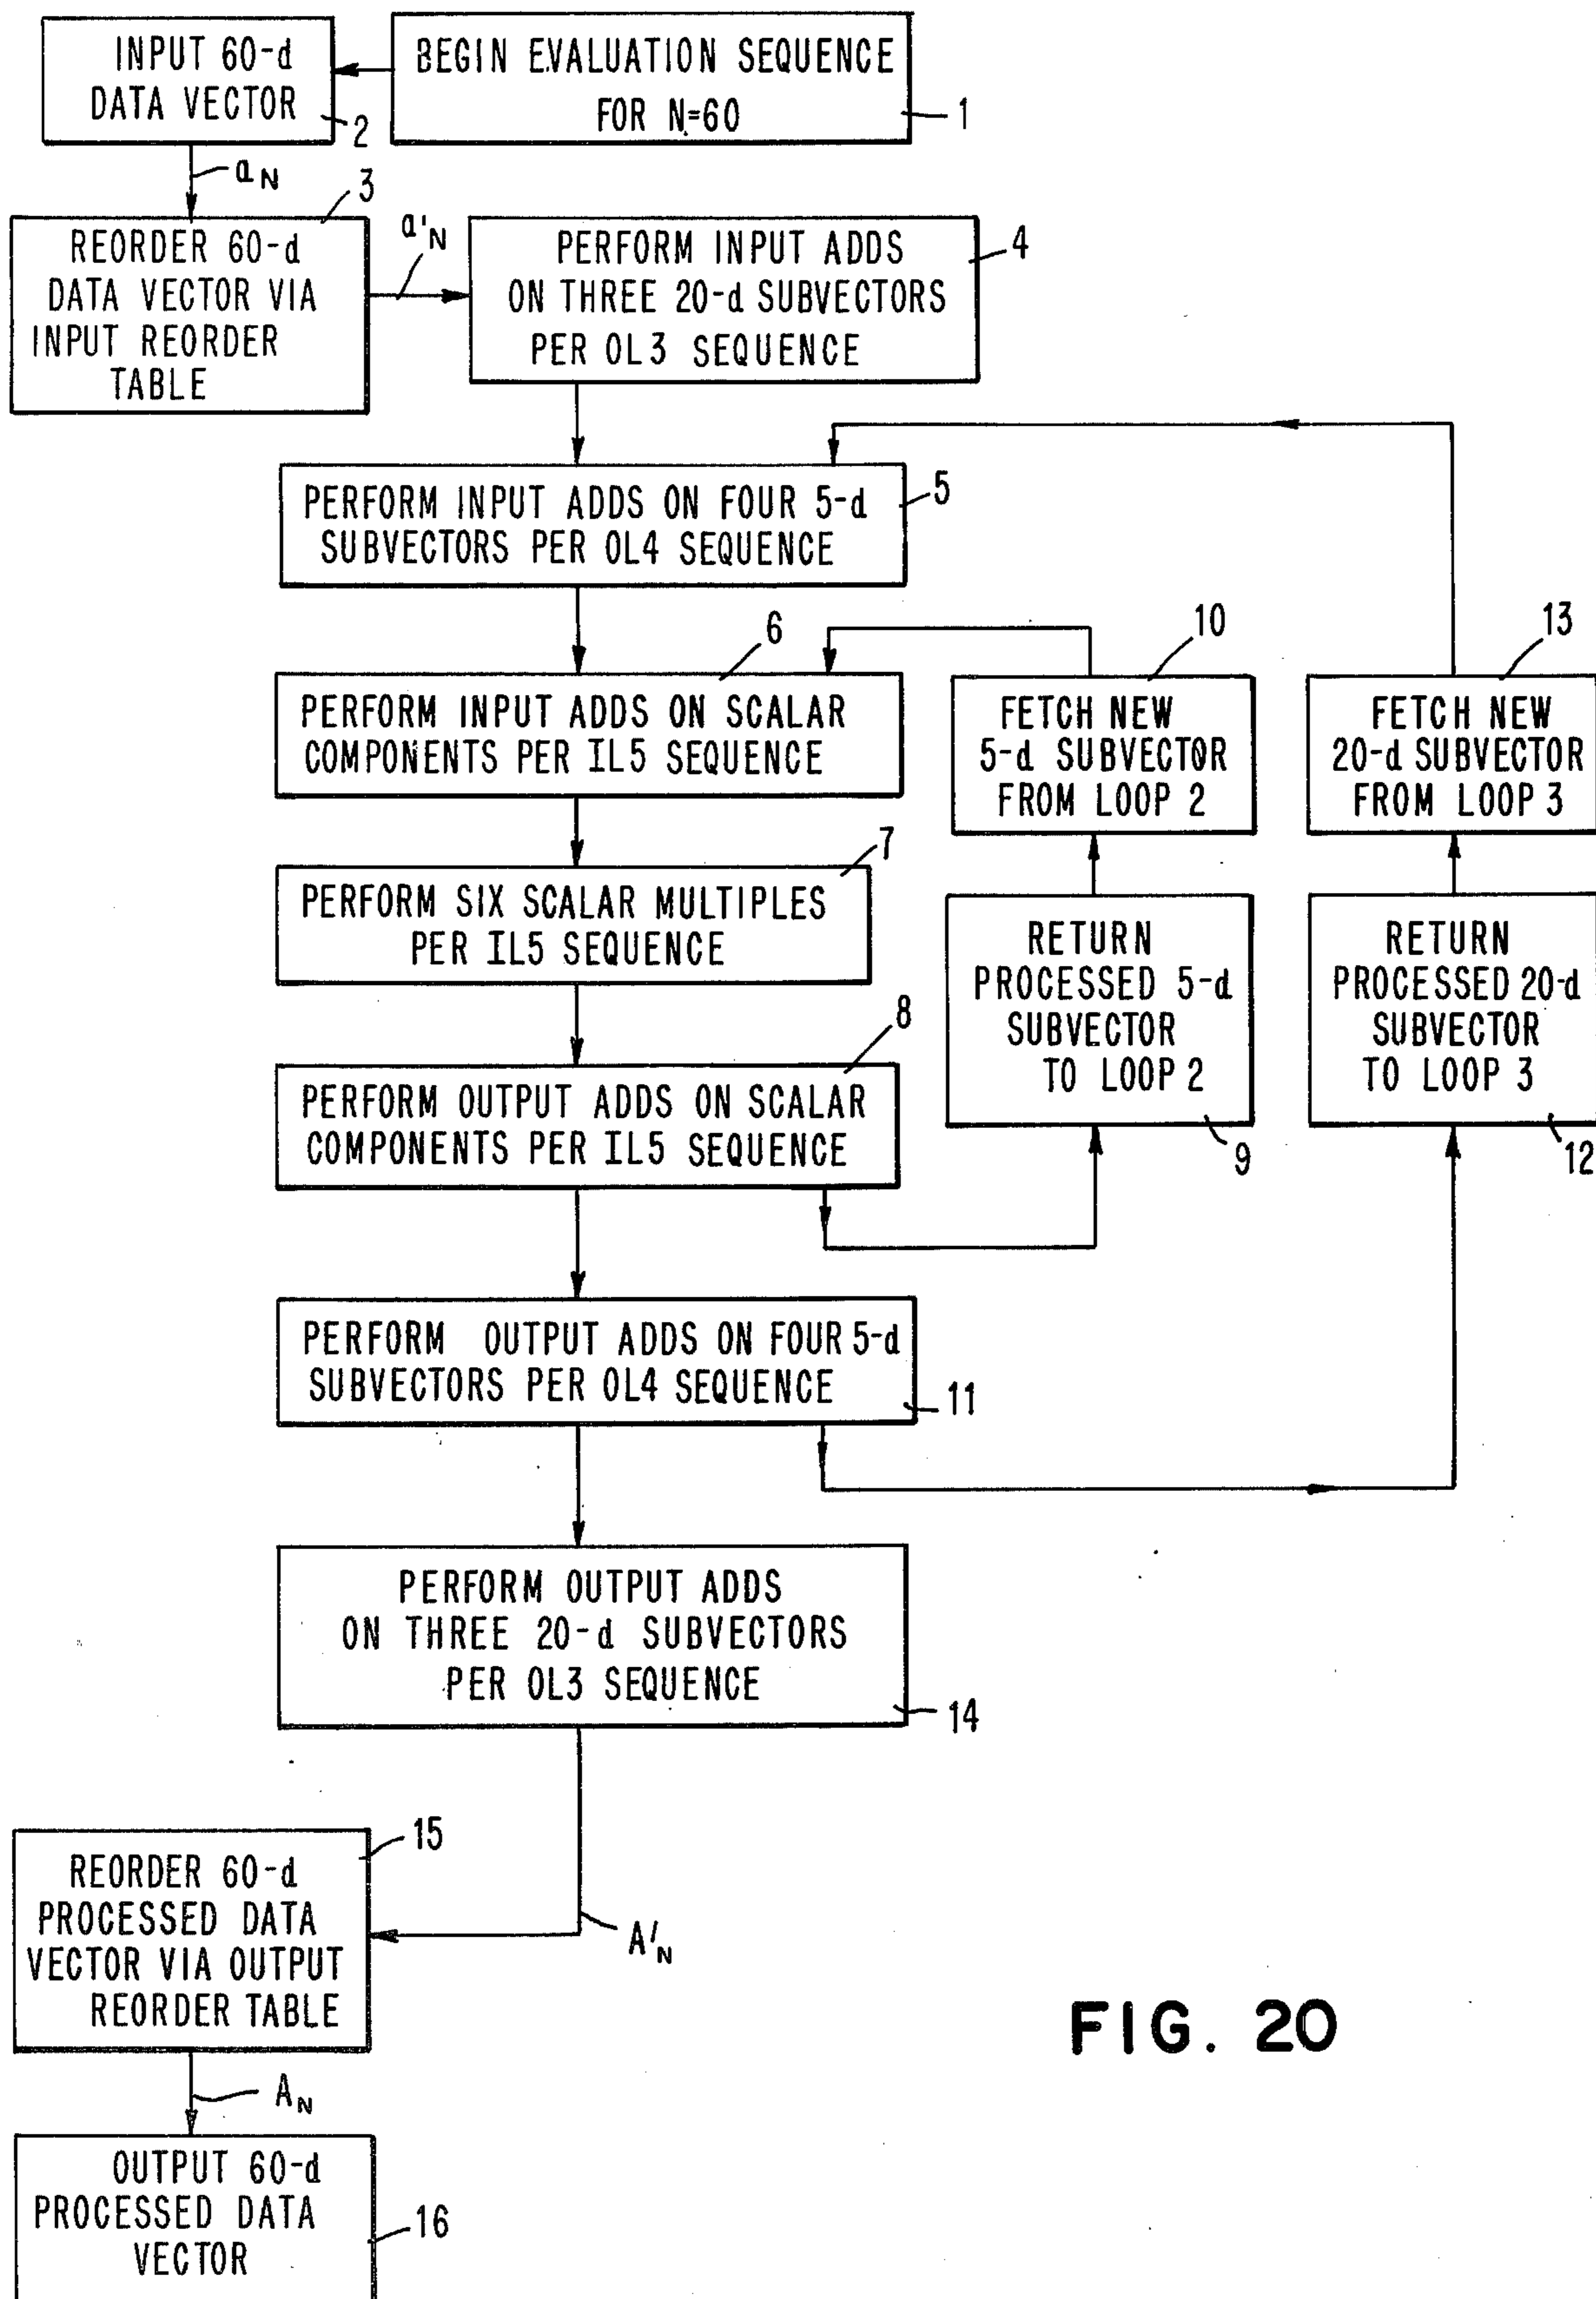 BEGIN EVALUATION SEQUENCE
FOR N=60
1
INPUT 60-d
DATA VECTOR
2
aN
REORDER 60-d
DATA VECTOR VIA
INPUT REORDER
TABLE
3
a'N
PERFORM INPUT ADDS
ON THREE 20-d SUBVECTORS
PER OL3 SEQUENCE
4
PERFORM INPUT ADDS ON FOUR 5-d
SUBVECTORS PER OL4 SEQUENCE
5
PERFORM INPUT ADDS ON SCALAR
COMPONENTS PER IL5 SEQUENCE
6
PERFORM SIX SCALAR MULTIPLES
PER IL5 SEQUENCE
7
PERFORM OUTPUT ADDS ON SCALAR
COMPONENTS PER IL5 SEQUENCE
8
RETURN
PROCESSED 5-d
SUBVECTOR
TO LOOP 2
9
FETCH NEW
5-d SUBVECTOR
FROM LOOP 2
10
PERFORM OUTPUT ADDS ON FOUR 5-d
SUBVECTORS PER OL4 SEQUENCE
11
RETURN
PROCESSED 20-d
SUBVECTOR
TO LOOP 3
12
FETCH NEW
20-d SUBVECTOR
FROM LOOP 3
13
PERFORM OUTPUT ADDS
ON THREE 20-d SUBVECTORS
PER OL3 SEQUENCE
14
A'N
REORDER 60-d
PROCESSED DATA
VECTOR VIA OUTPUT
REORDER TABLE
15
AN
OUTPUT 60-d
PROCESSED DATA
VECTOR
16
FIG. 20